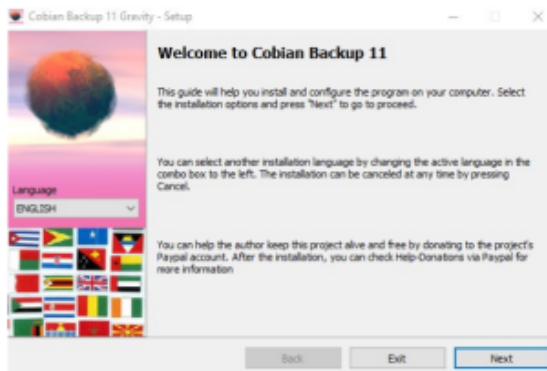 Cobian Backup 11 Gravity - Setup
Welcome to Cobian Backup 11
This guide will help you install and configure the program on your computer. Select
the installation options and press "Next" to go to proceed.
You can select another installation language by changing the active language in the
combo box to the left. The installation can be canceled at any time by pressing
Cancel.
Language
ENGLISH
You can help the author keep this project alive and free by donating to the project's
Paypal account. After the installation, you can check Help-Donations via Paypal for
more information
Back
Exit
Next